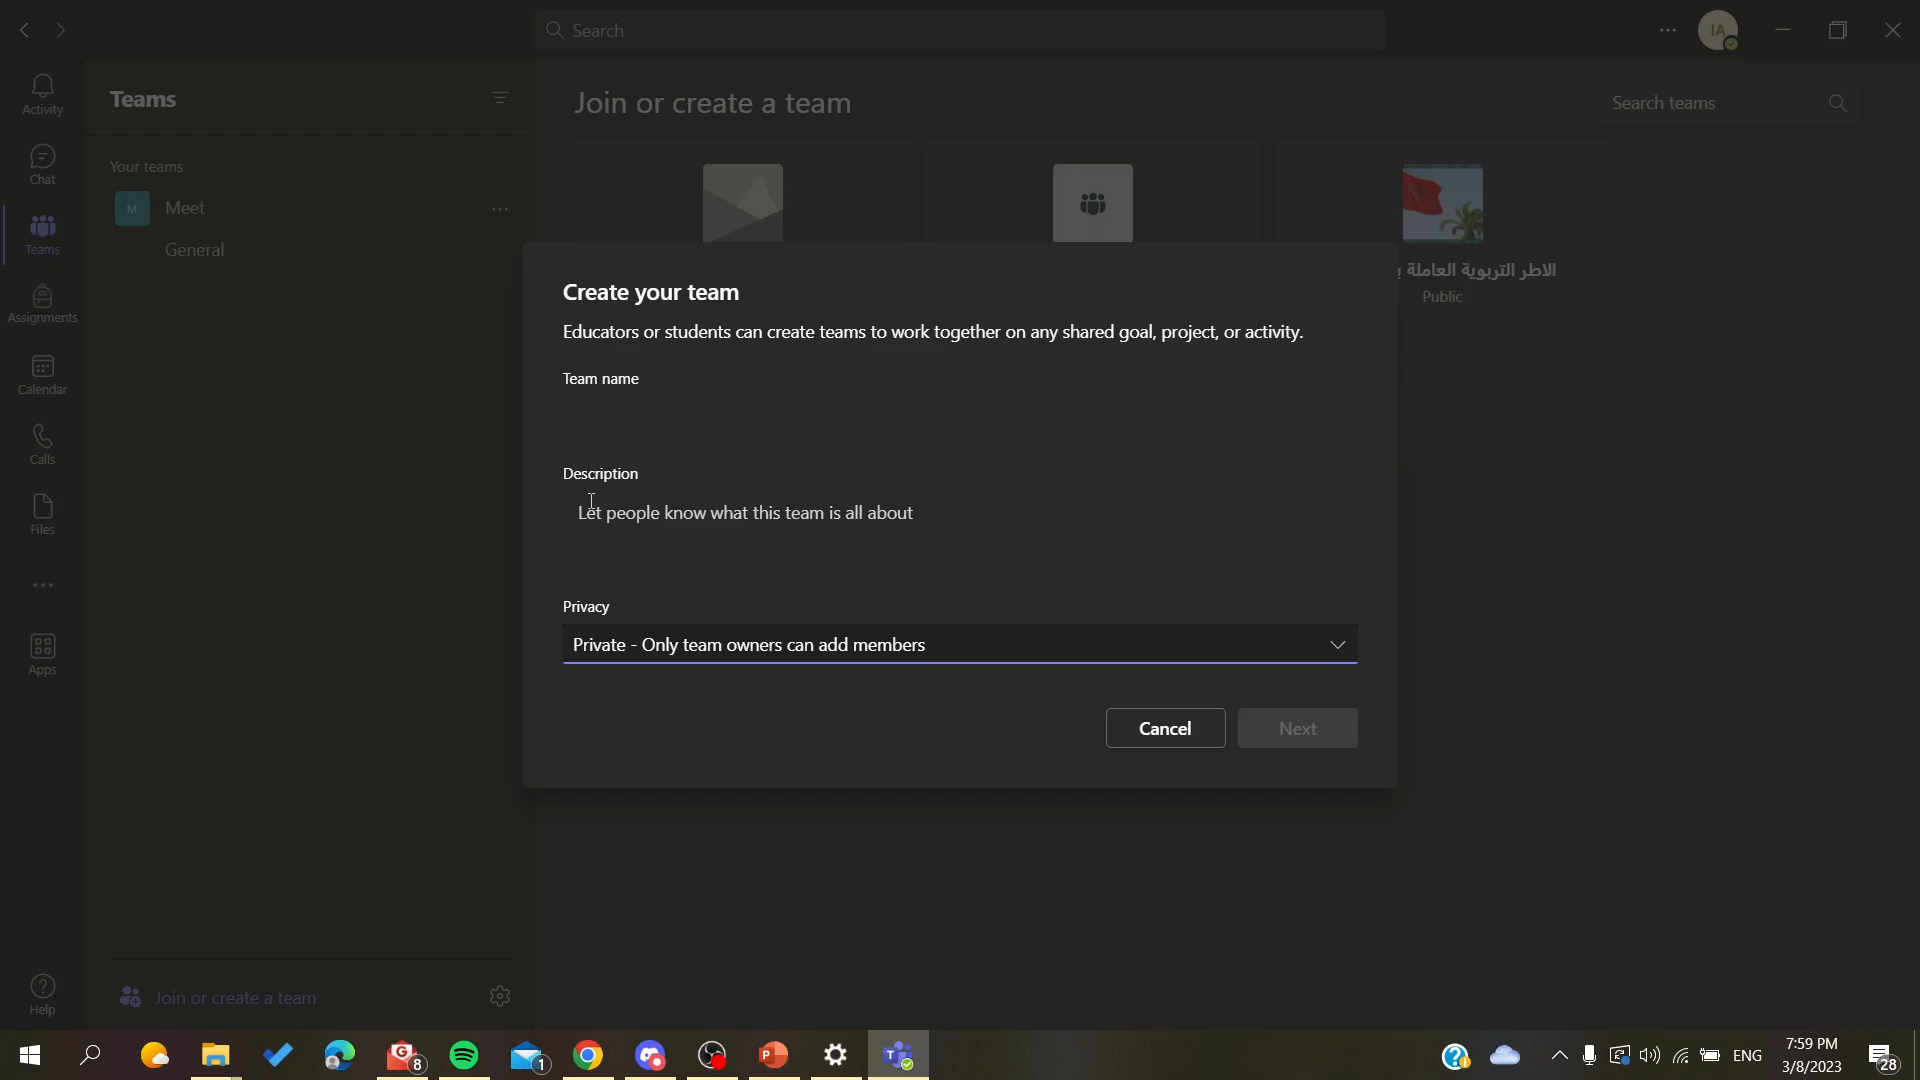 Search
IA
Activity
Chat
Teams
Assignments
Calendar
Calls
Files
Apps
Help
Teams
Your teams
M Meet
General
Join or create a team
Join or create a team
Search teams
الاطر التربوية العاملة
Public
Create your team
Educators or students can create teams to work together on any shared goal, project, or activity.
Team name
Description
Let people know what this team is all about
Privacy
Private - Only team owners can add members
Cancel
Next
8
1
ENG
7:59 PM
3/8/2023
28